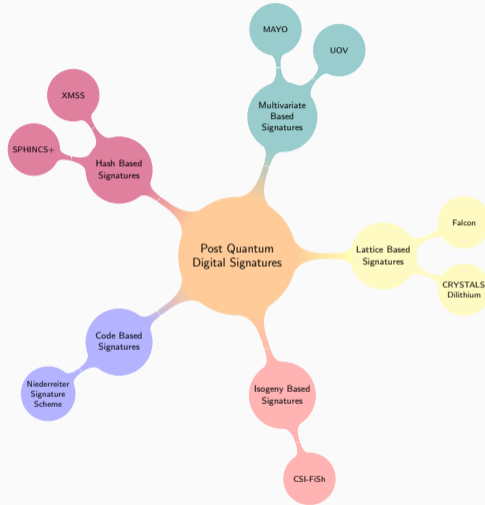 MAYO
UOV
Multivariate
Based
Signatures
XMSS
SPHINCS+
Hash Based
Signatures
Post Quantum
Digital Signatures
Lattice Based
Signatures
Falcon
CRYSTALS
Dilithium
Code Based
Signatures
Niederreiter
Signature
Scheme
Isogeny Based
Signatures
CSI-FiSh